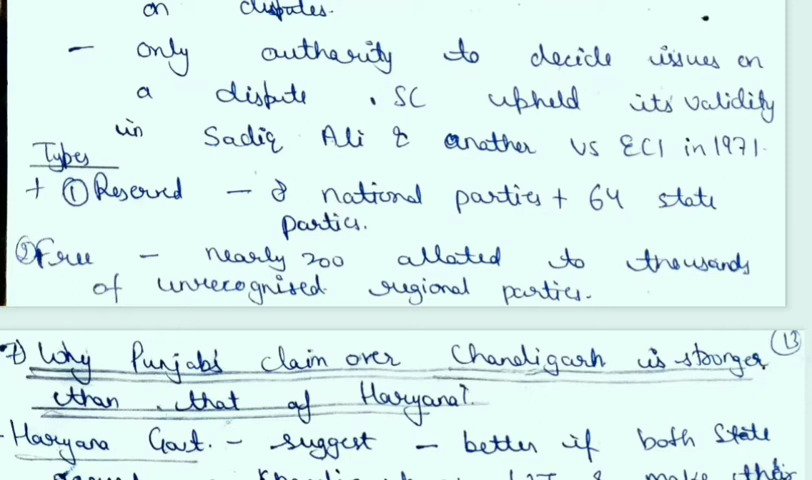 on disputes.
- only authority to decide issues on
a dispute . SC upheld its validity
in Sadiq Ali & another vs ECI in 1971.
Types
+ ① Reserved - 8 national parties + 64 state
parties.
② Free - nearly 200 alloted to thousands
of unrecognised regional parties.
13
7) Why Punjab's claim over Chandigarh is stronger
than that of Haryana?
- Haryana Govt. - suggest - better if both State
& make their